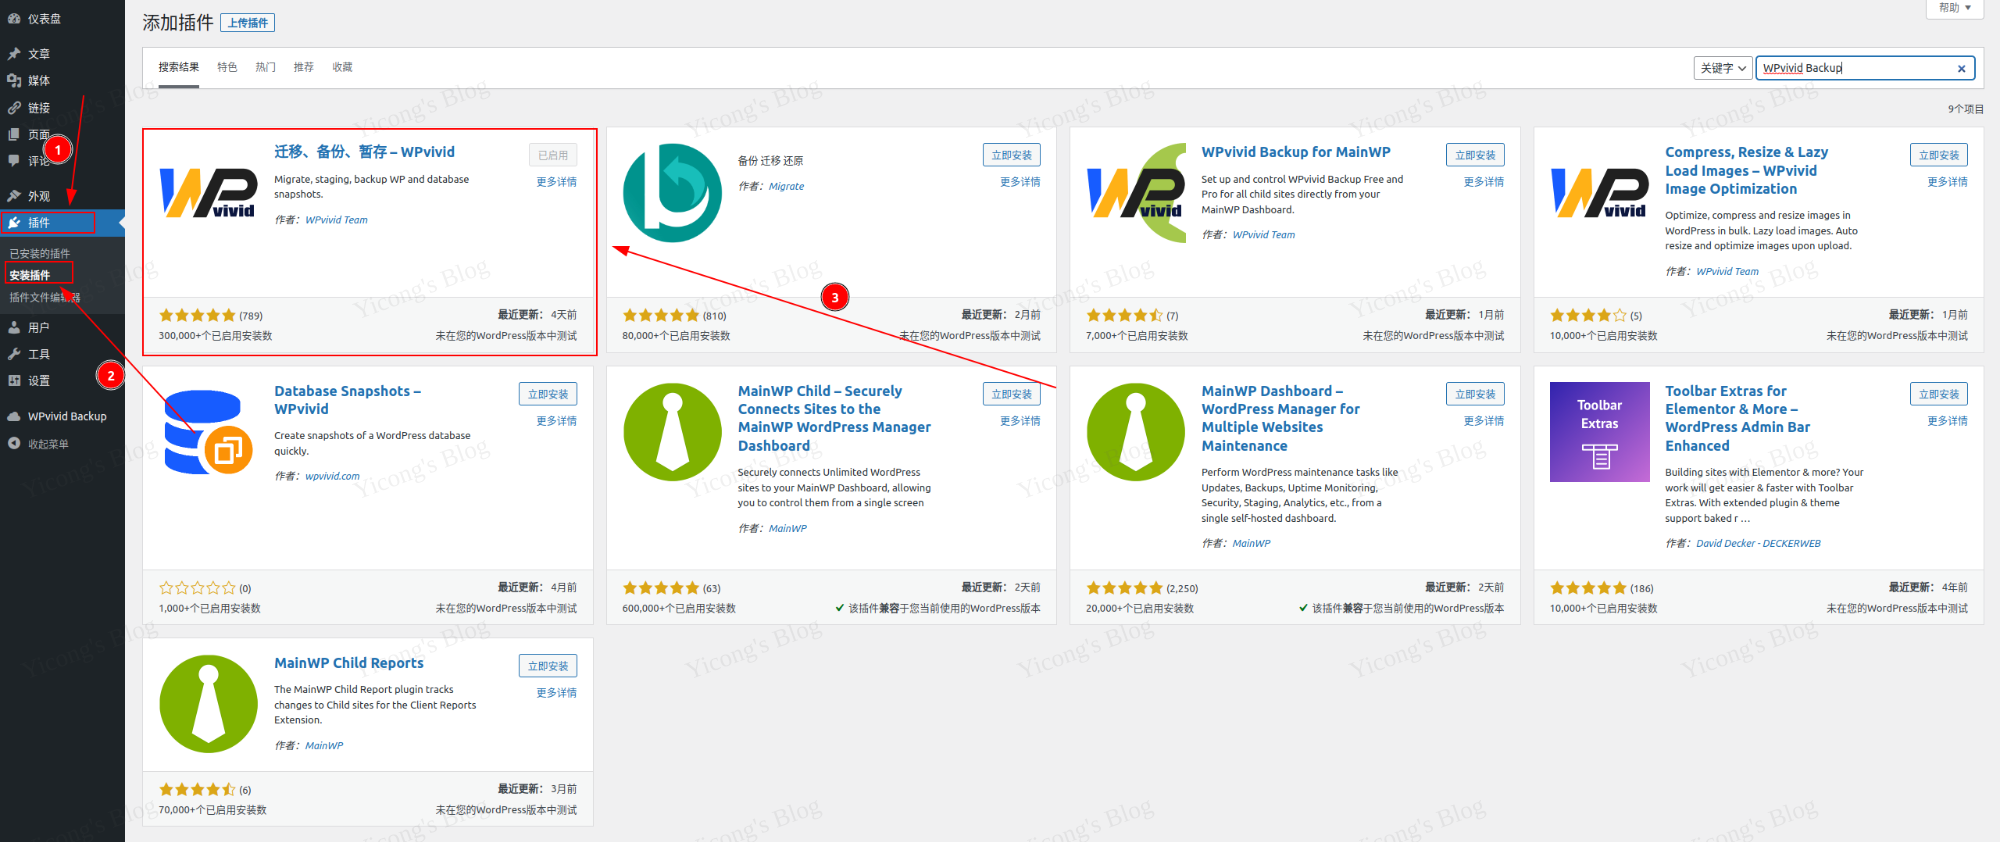 仪表盘
文章
媒体
链接
页面
评论
外观
插件
已安装的插件
安装插件
插件文件编辑器
用户
工具
设置
WPvivid Backup
收起菜单
1
2
3
添加插件
上传插件
帮助
搜索结果
特色
热门
推荐
收藏
关键字
WPvivid Backup
9个项目
迁移、备份、暂存 – WPvivid
已启用
更多详情
Migrate, staging, backup WP and database
snapshots.
作者：WPvivid Team
WP vivid
(789)
最近更新： 4天前
300,000+个已启用安装数
未在您的WordPress版本中测试
备份 迁移 还原
立即安装
更多详情
作者：Migrate
(810)
最近更新： 2月前
80,000+个已启用安装数
未在您的WordPress版本中测试
WPvivid Backup for MainWP
立即安装
更多详情
Set up and control WPvivid Backup Free and
Pro for all child sites directly from your
MainWP Dashboard.
作者：WPvivid Team
WP vivid
(7)
最近更新： 1月前
7,000+个已启用安装数
未在您的WordPress版本中测试
Compress, Resize & Lazy
Load Images – WPvivid
Image Optimization
立即安装
更多详情
Optimize, compress and resize images in
WordPress in bulk. Lazy load images. Auto
resize and optimize images upon upload.
作者：WPvivid Team
WP vivid
(5)
最近更新： 1月前
10,000+个已启用安装数
未在您的WordPress版本中测试
Database Snapshots –
WPvivid
立即安装
更多详情
Create snapshots of a WordPress database
quickly.
作者：wpvivid.com
(0)
最近更新： 4月前
1,000+个已启用安装数
未在您的WordPress版本中测试
MainWP Child – Securely
Connects Sites to the
MainWP WordPress Manager
Dashboard
立即安装
更多详情
Securely connects Unlimited WordPress
sites to your MainWP Dashboard, allowing
you to control them from a single screen
作者：MainWP
(63)
最近更新： 2天前
600,000+个已启用安装数
该插件兼容于您当前使用的WordPress版本
MainWP Dashboard –
WordPress Manager for
Multiple Websites
Maintenance
立即安装
更多详情
Perform WordPress maintenance tasks like
Updates, Backups, Uptime Monitoring,
Security, Staging, Analytics, etc., from a
single self-hosted dashboard.
作者：MainWP
(2,250)
最近更新： 2天前
20,000+个已启用安装数
该插件兼容于您当前使用的WordPress版本
Toolbar
Extras
Toolbar Extras for
Elementor & More –
WordPress Admin Bar
Enhanced
立即安装
更多详情
Building sites with Elementor & more? Your
work will get easier & faster with Toolbar
Extras. With extended plugin & theme
support baked r …
作者：David Decker - DECKERWEB
(186)
最近更新： 4年前
10,000+个已启用安装数
未在您的WordPress版本中测试
MainWP Child Reports
立即安装
更多详情
The MainWP Child Report plugin tracks
changes to Child sites for the Client Reports
Extension.
作者：MainWP
(6)
最近更新： 3月前
70,000+个已启用安装数
未在您的WordPress版本中测试
Yicong's Blog